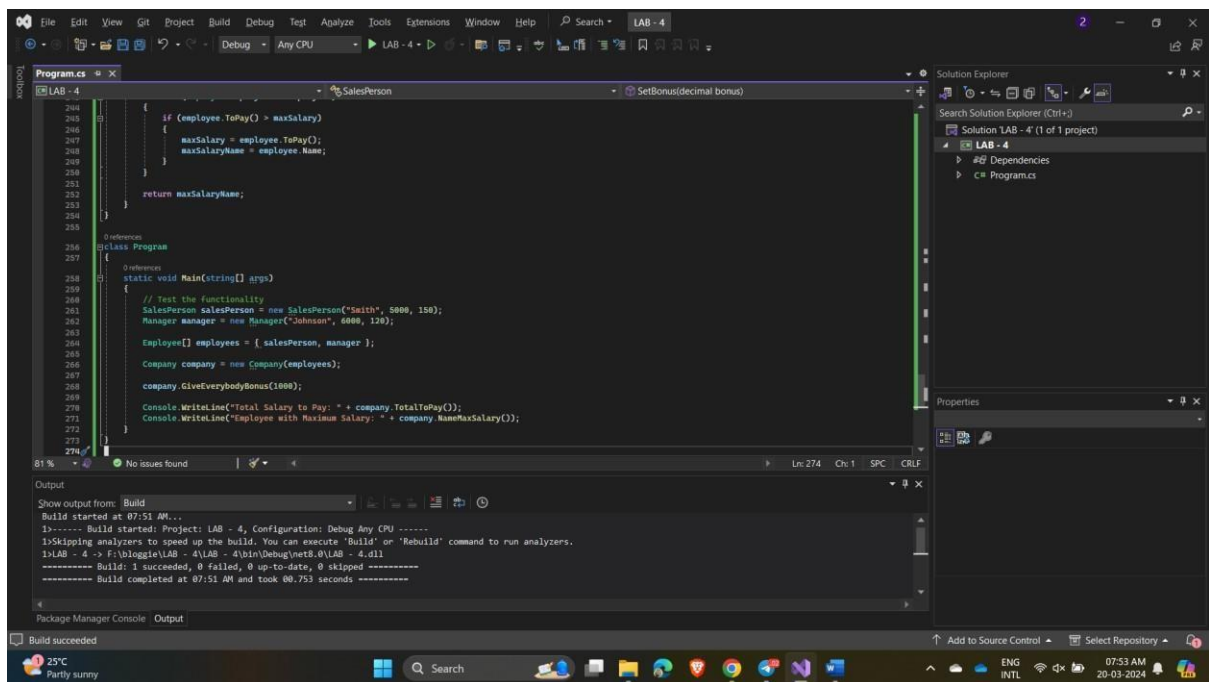 File Edit View Git Project Build Debug Test Analyze Tools Extensions Window Help Search LAB - 4 2
Debug Any CPU LAB - 4
Toolbox
Program.cs
LAB - 4 SalesPerson SetBonus(decimal bonus)
244 {
245 if (employee.ToPay() > maxSalary)
246 {
247 maxSalary = employee.ToPay();
248 maxSalaryName = employee.Name;
249 }
250 }
251
252 return maxSalaryName;
253 }
254 }
255
0 references
256 class Program
257 {
0 references
258 static void Main(string[] args)
259 {
260 // Test the functionality
261 SalesPerson salesPerson = new SalesPerson("Smith", 5000, 150);
262 Manager manager = new Manager("Johnson", 6000, 120);
263
264 Employee[] employees = { salesPerson, manager };
265
266 Company company = new Company(employees);
267
268 company.GiveEverybodyBonus(1000);
269
270 Console.WriteLine("Total Salary to Pay: " + company.TotalToPay());
271 Console.WriteLine("Employee with Maximum Salary: " + company.NameMaxSalary());
272 }
273 }
274
81 % No issues found Ln: 274 Ch: 1 SPC CRLF
Solution Explorer
Search Solution Explorer (Ctrl+;)
Solution 'LAB - 4' (1 of 1 project)
LAB - 4
Dependencies
C# Program.cs
Properties
Output
Show output from: Build
Build started at 07:51 AM...
1>------ Build started: Project: LAB - 4, Configuration: Debug Any CPU ------
1>Skipping analyzers to speed up the build. You can execute 'Build' or 'Rebuild' command to run analyzers.
1>LAB - 4 -> F:\bloggie\LAB - 4\LAB - 4\bin\Debug\net8.0\LAB - 4.dll
========== Build: 1 succeeded, 0 failed, 0 up-to-date, 0 skipped ==========
========== Build completed at 07:51 AM and took 00.753 seconds ==========
Package Manager Console Output
Build succeeded Add to Source Control Select Repository
1 25°C
Partly sunny
Search
ENG
INTL
07:53 AM
20-03-2024